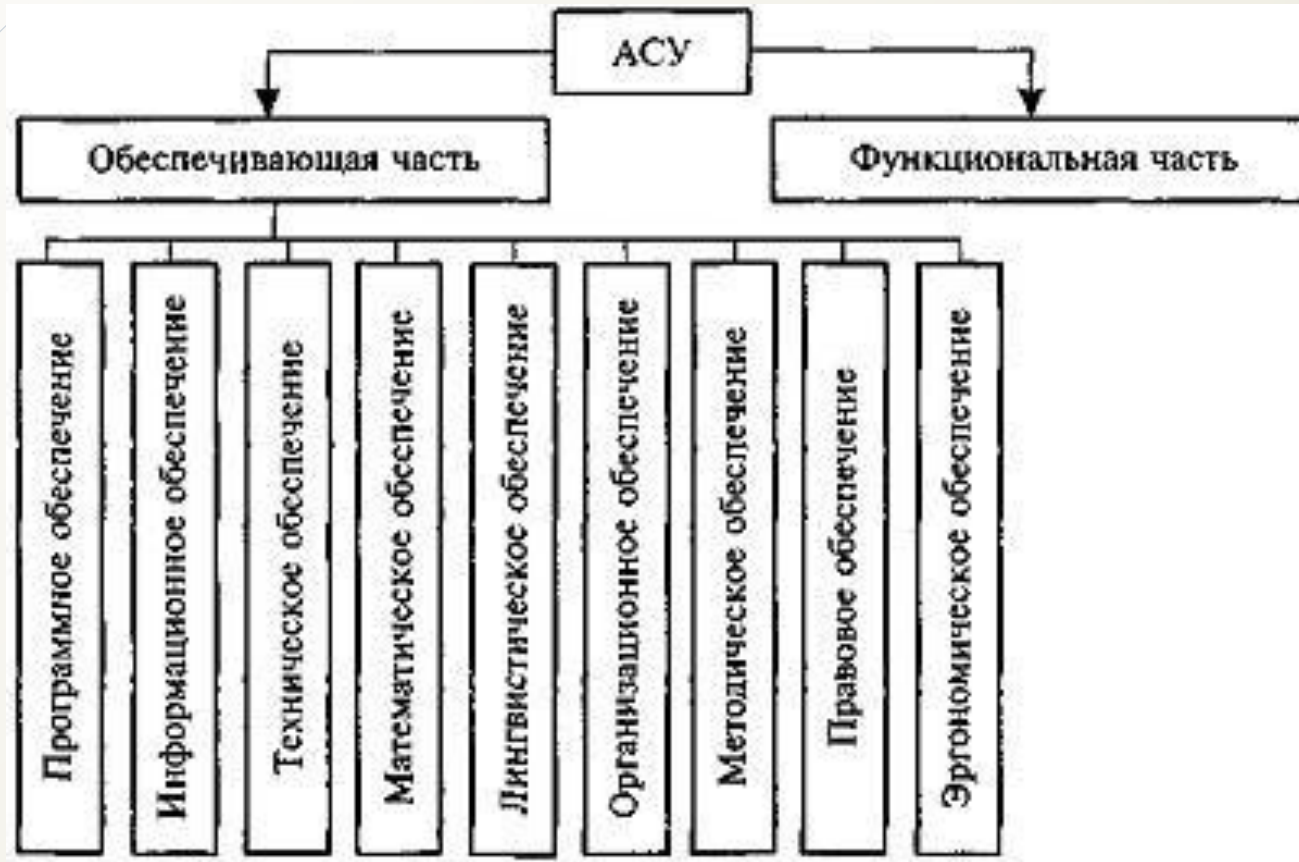 АСУ
Обеспечивающая часть
Функциональная часть
Программное обеспечение
Информационное обеспечение
Техническое обеспечение
Математическое обеспечение
Лингвистическое обеспечение
Организационное обеспечение
Методическое обеспечение
Правовое обеспечение
Эргономическое обеспечение